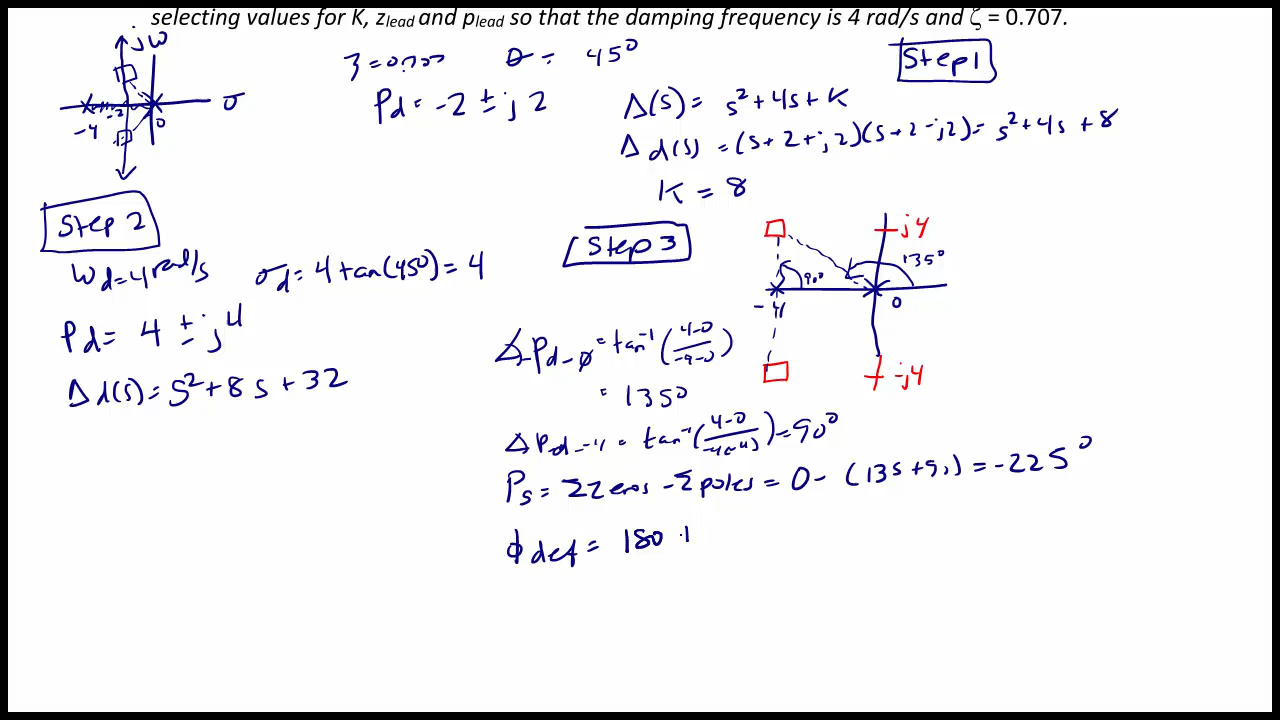 selecting values for K, zlead and plead so that the damping frequency is 4 rad/s and ζ = 0.707.
jω
σ
-4
-2
0
ζ = 0.707 θ = 45°
Pd = -2 ± j2
Step 1
Δ(s) = s² + 4s + K
Δd(s) = (s + 2 + j2)(s + 2 - j2) = s² + 4s + 8
K = 8
Step 2
ωd = 4 rad/s σd = 4 tan(45°) = 4
Pd = 4 ± j4
Δd(s) = s² + 8s + 32
Step 3
j4
135°
90°
-4
0
-j4
∡Pd-0 = tan⁻¹(4-0/-4-0)
= 135°
∡Pd-4 = tan⁻¹(4-0/-4(-4)) = 90°
Ps = Σzeros - Σpoles = 0 - (135 + 90) = -225°
ϕdef = 180 +